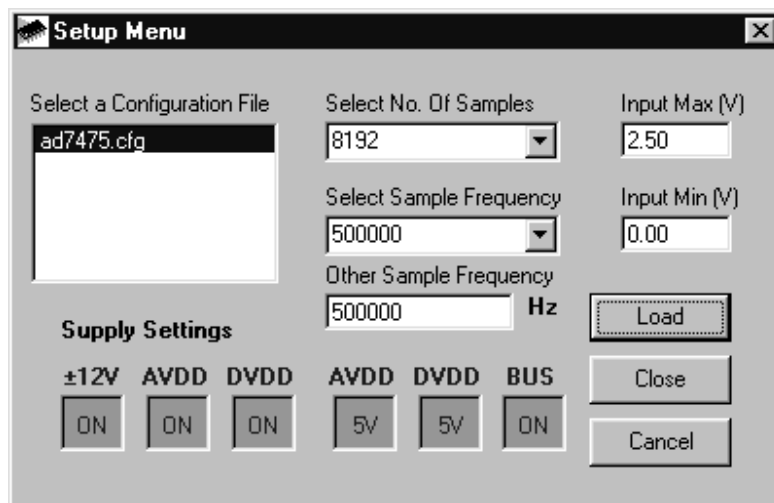 Setup Menu
Select a Configuration File
ad7475.cfg
Select No. Of Samples
8192
Select Sample Frequency
500000
Other Sample Frequency
500000 Hz
Input Max (V)
2.50
Input Min (V)
0.00
Supply Settings
±12V AVDD DVDD AVDD DVDD BUS
ON ON ON 5V 5V ON
Load
Close
Cancel